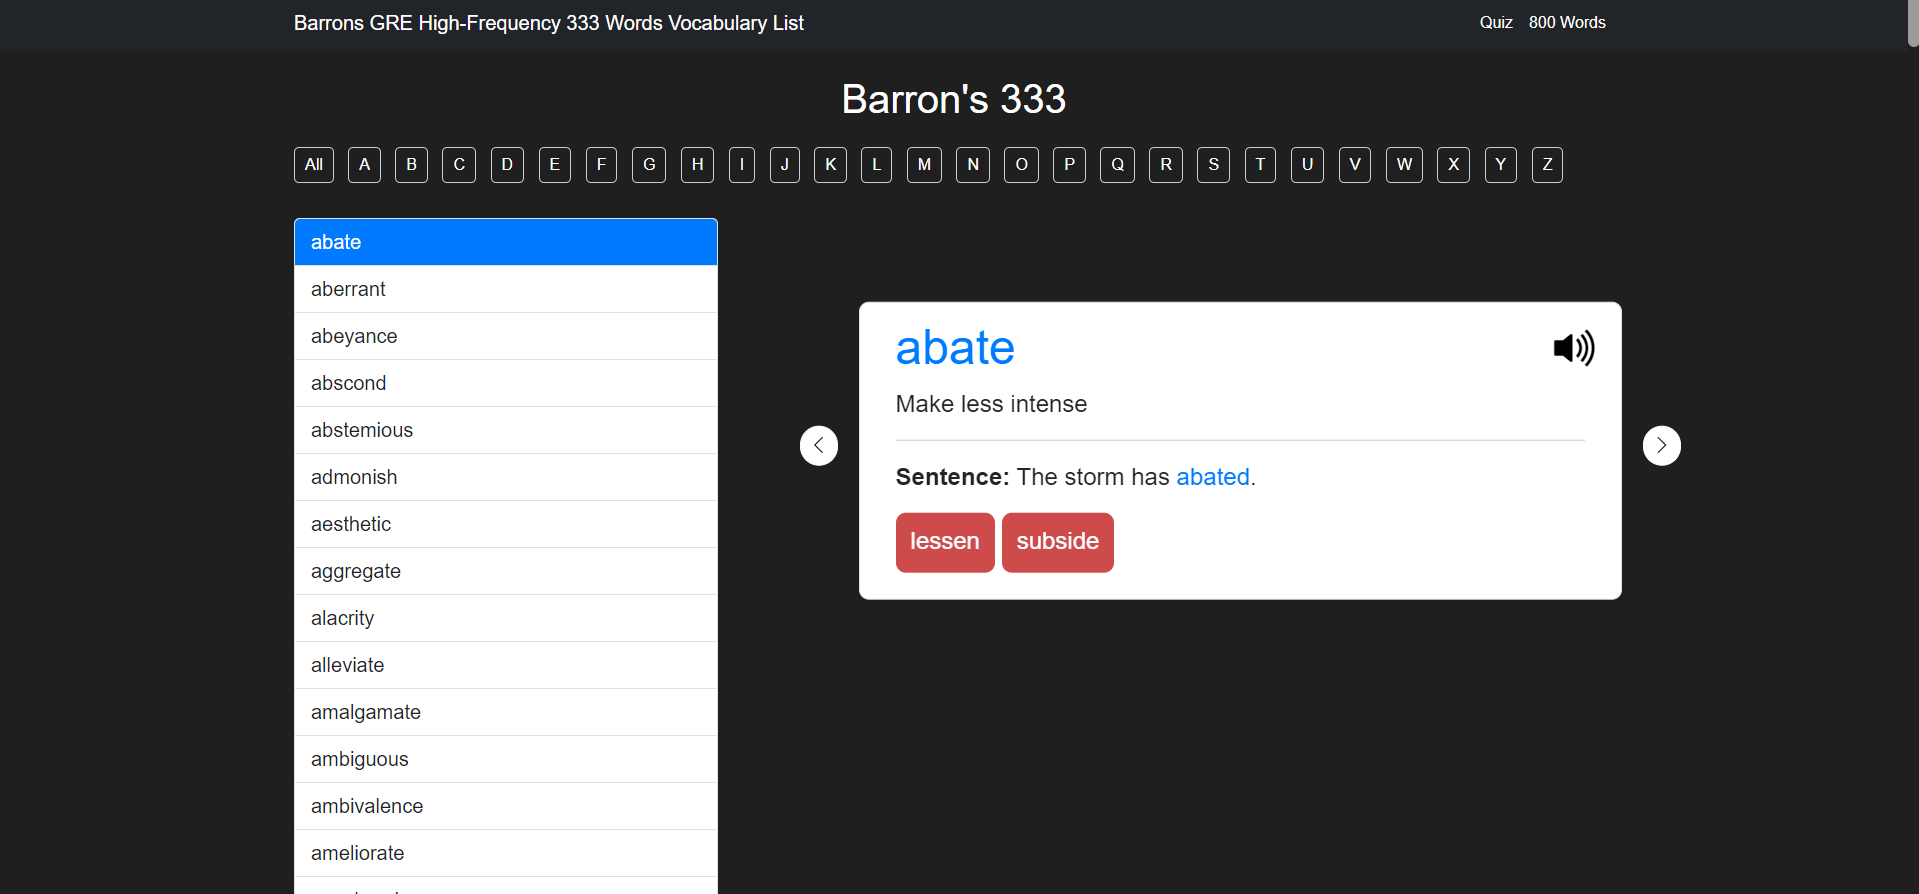 Barrons GRE High-Frequency 333 Words Vocabulary List
Quiz 800 Words
Barron's 333
All A B C D E F G H I J K L M N O P Q R S T U V W X Y Z
abate
aberrant
abeyance
abscond
abstemious
admonish
aesthetic
aggregate
alacrity
alleviate
amalgamate
ambiguous
ambivalence
ameliorate
abate
Make less intense
Sentence: The storm has abated.
lessen subside